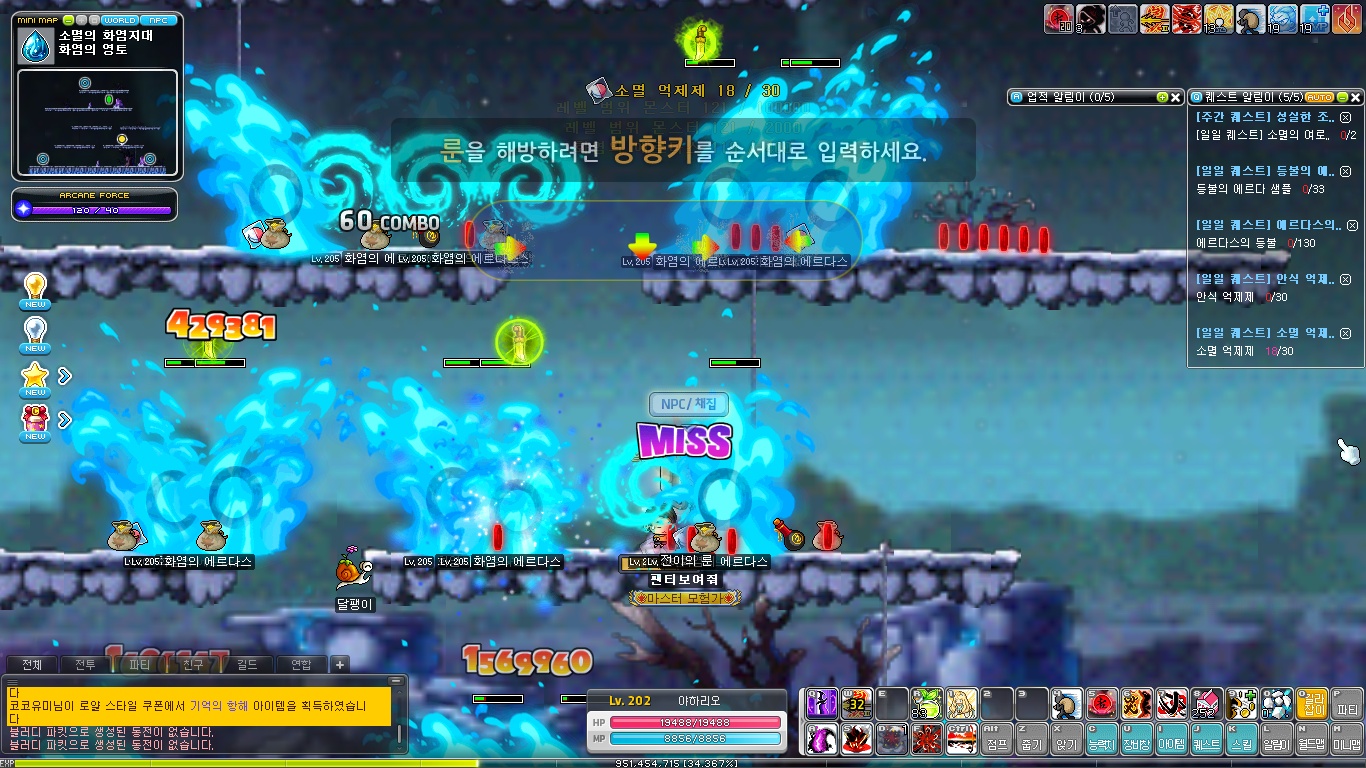 MINI MAP WORLD NPC
소멸의 화염지대
화염의 영토
ARCANE FORCE
120 / 40
소멸 억제제 18 / 30
룬을 해방하려면 방향키를 순서대로 입력하세요.
60 COMBO
업적 알림이 (0/5)
퀘스트 알림이 (5/5) AUTO
[주간 퀘스트] 성실한 조..
[일일 퀘스트] 소멸의 여로.. 0/2
[일일 퀘스트] 등불의 에..
등불의 에르다 샘플 0/33
[일일 퀘스트] 에르다스의..
에르다스의 등불 0/130
[일일 퀘스트] 안식 억제..
안식 억제제 0/30
[일일 퀘스트] 소멸 억제..
소멸 억제제 18/30
NEW
NEW
NEW
NEW
429381
NPC/채집
MISS
Lv.205 화염의 에르다스
Lv.205 화염의 에르다스
전이의 룬
팬티보여줘
마스터 모험가
달팽이
1569960
전체 전투 파티 친구 길드 연합 +
다
코코유미님이 로얄 스타일 쿠폰에서 기억의 항해 아이템을 획득하였습니
다
블러디 파킷으로 생성된 동전이 없습니다.
블러디 파킷으로 생성된 동전이 없습니다.
Lv. 202 야하리오
HP 19488/19488
MP 8856/8856
EXP 951,454,715 [34.367%]
점프 줍기 앉기 능력치 장비창 아이템 퀘스트 스킬 알림이 월드맵 미니맵
파티